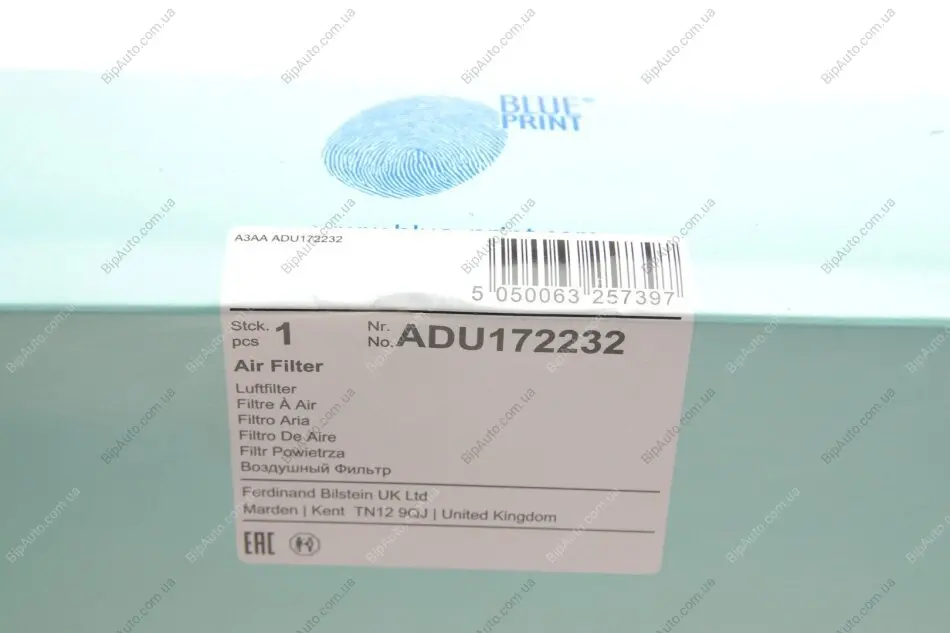 BLUE™
PRINT
A3AA ADU172232
5 050063 257397
Stck. 1
pcs
Nr.
No. ADU172232
Air Filter
Luftfilter
Filtre À Air
Filtro Aria
Filtro De Aire
Filtr Powietrza
Воздушный Фильтр
Ferdinand Bilstein UK Ltd
Marden | Kent TN12 9QJ | United Kingdom
EAC
BipAuto.com.ua